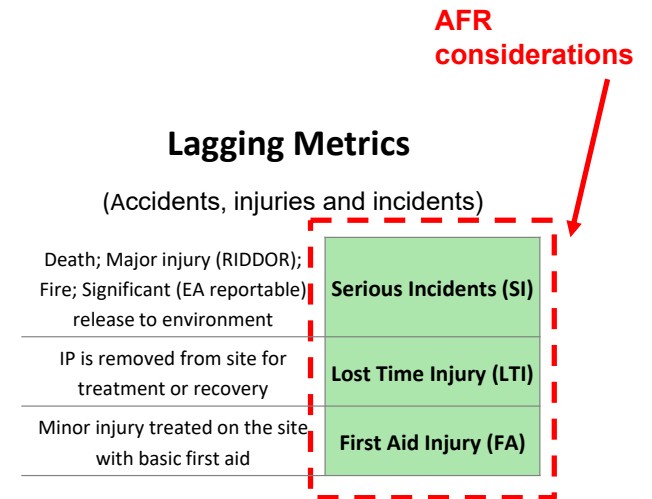 AFR
considerations
Lagging Metrics
(Accidents, injuries and incidents)
Death; Major injury (RIDDOR);
Fire; Significant (EA reportable)
release to environment
Serious Incidents (SI)
IP is removed from site for
treatment or recovery
Lost Time Injury (LTI)
Minor injury treated on the site
with basic first aid
First Aid Injury (FA)